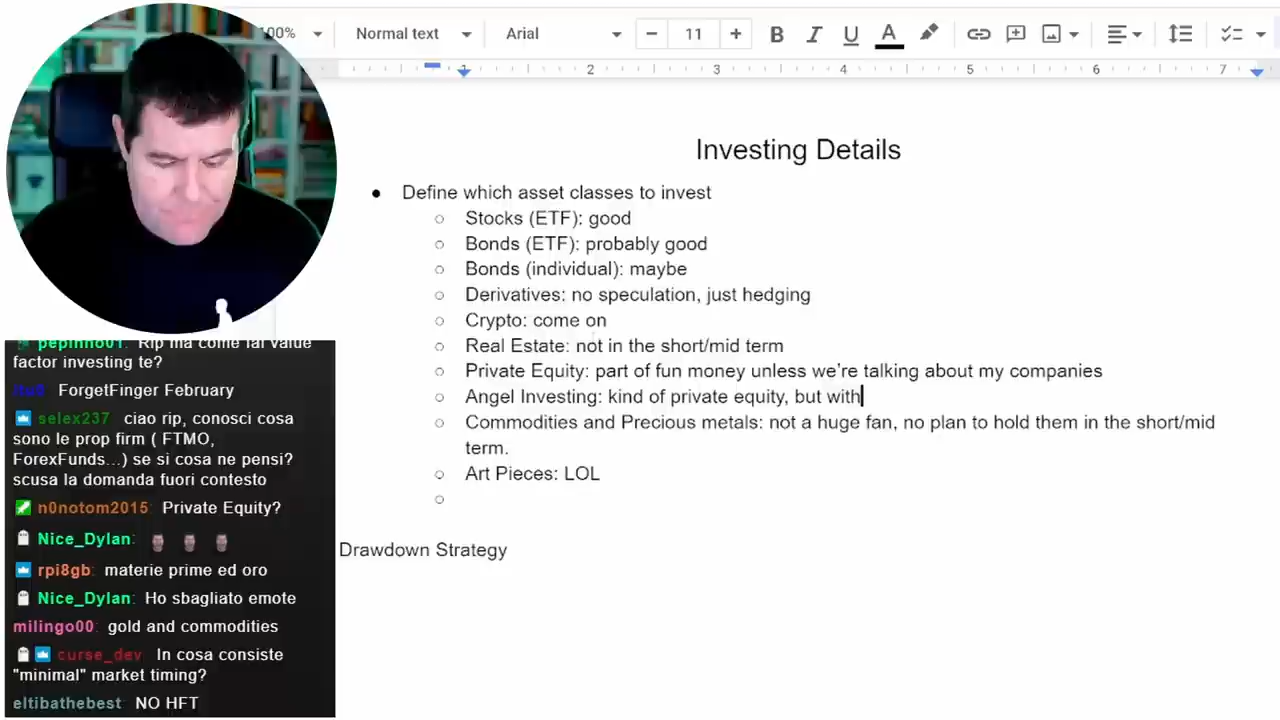 100%
Normal text
Arial
11
B I U A
1 2 3 4 5 6 7
Investing Details
Define which asset classes to invest
Stocks (ETF): good
Bonds (ETF): probably good
Bonds (individual): maybe
Derivatives: no speculation, just hedging
Crypto: come on
Real Estate: not in the short/mid term
Private Equity: part of fun money unless we're talking about my companies
Angel Investing: kind of private equity, but with
Commodities and Precious metals: not a huge fan, no plan to hold them in the short/mid
term.
Art Pieces: LOL
Drawdown Strategy
pepinho01: Rip ma come fai value
factor investing te?
ForgetFinger February
selex237: ciao rip, conosci cosa
sono le prop firm ( FTMO,
ForexFunds...) se si cosa ne pensi?
scusa la domanda fuori contesto
n0notom2015: Private Equity?
Nice_Dylan:
rpi8gb: materie prime ed oro
Nice_Dylan: Ho sbagliato emote
milingo00: gold and commodities
curse_dev: In cosa consiste
"minimal" market timing?
eltibathebest: NO HFT